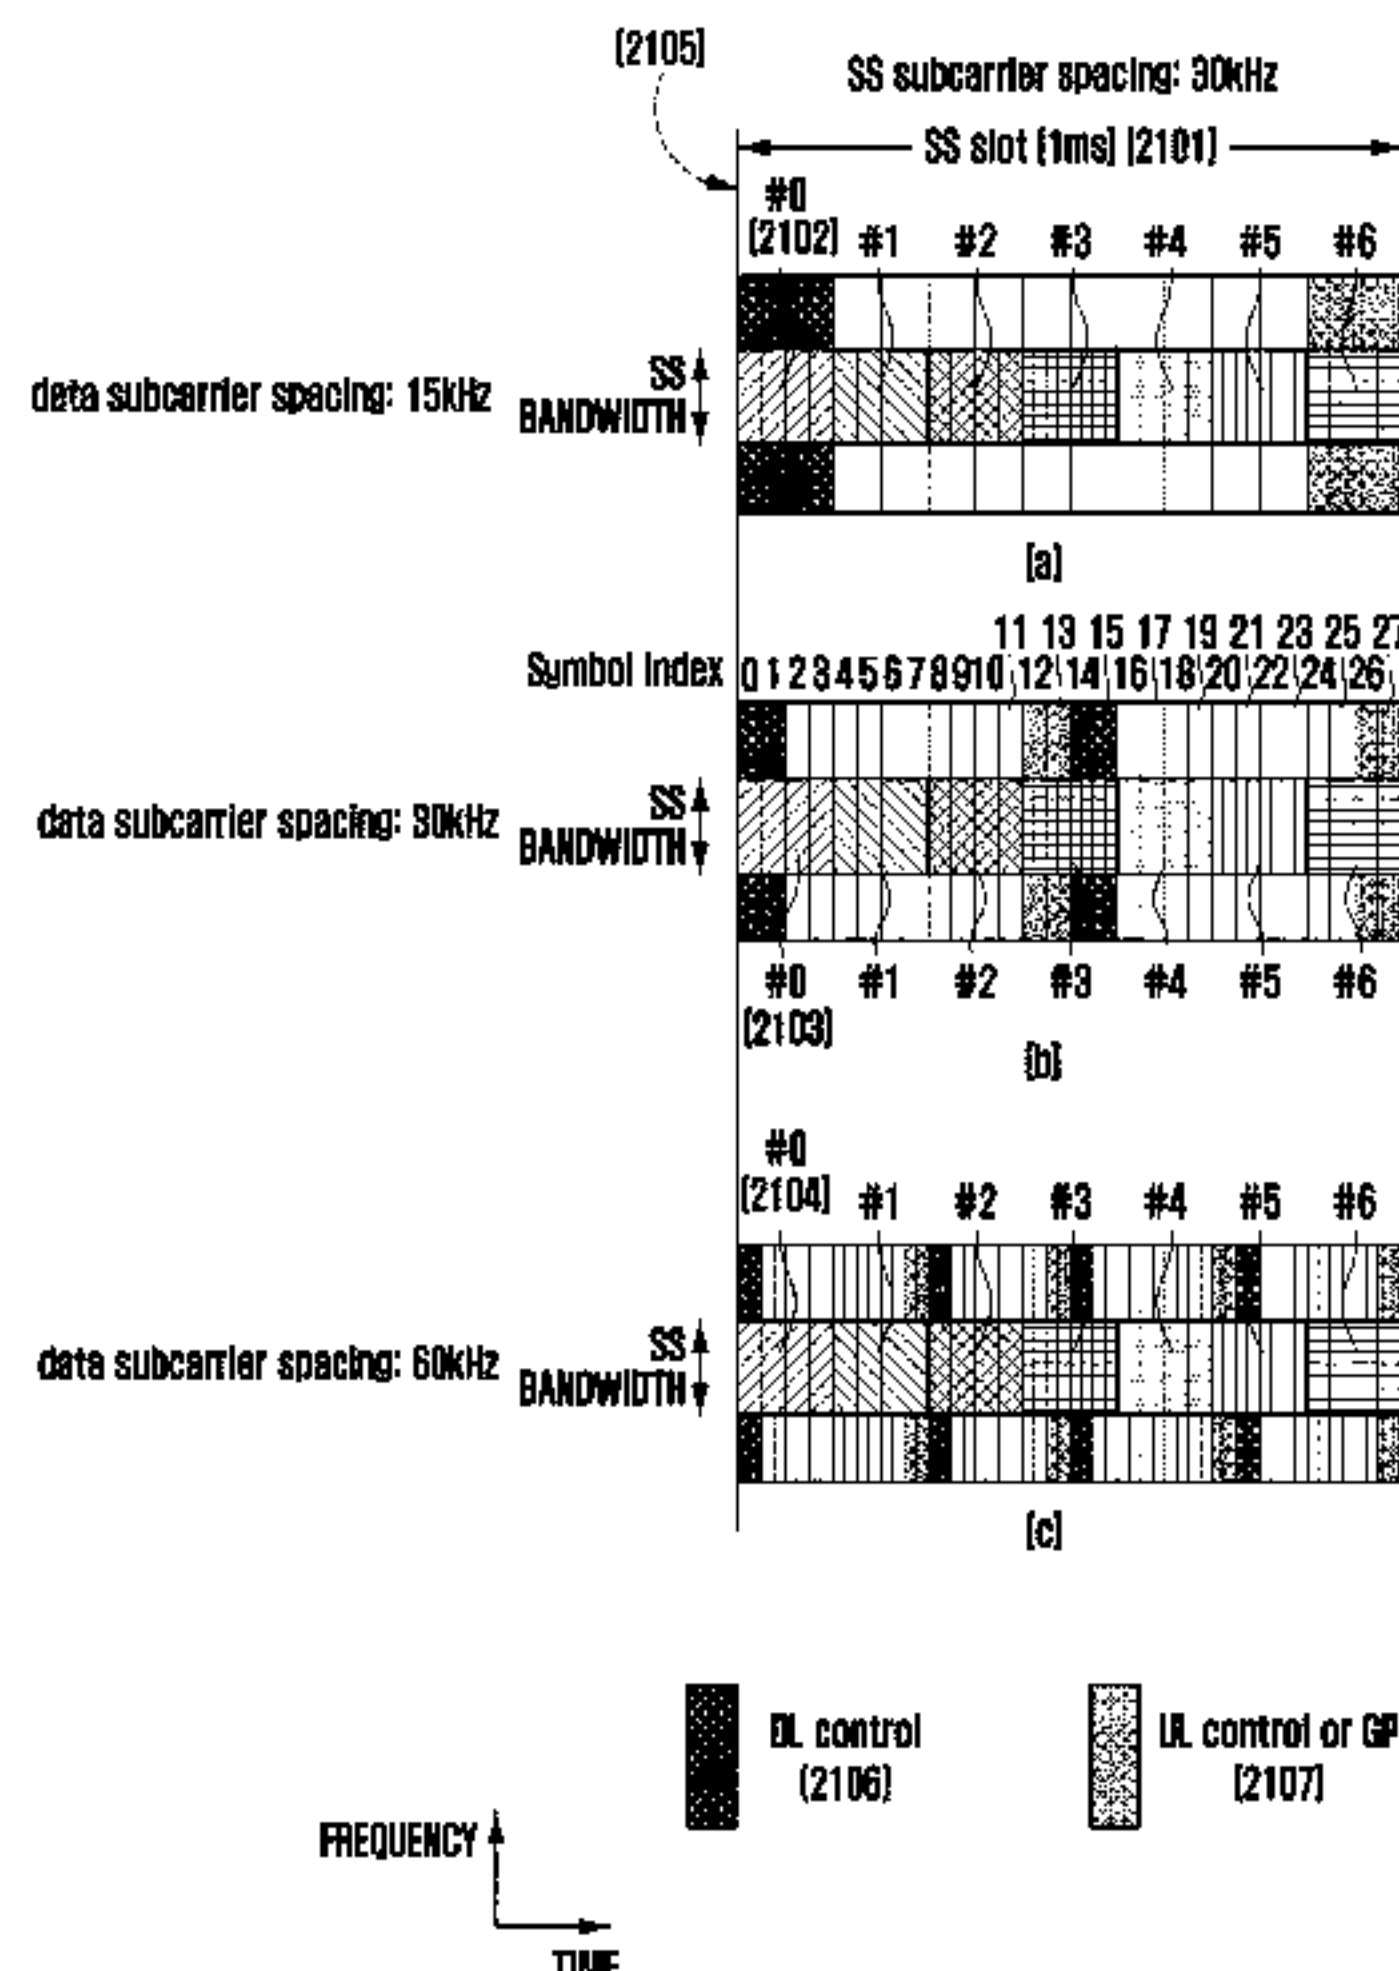 [2105]
SS subcarrier spacing: 30kHz
SS slot [1ms] [2101]
#0
[2102] #1 #2 #3 #4 #5 #6
data subcarrier spacing: 15kHz
SS
BANDWIDTH
[a]
11 13 15 17 19 21 23 25 27
Symbol Index 0 1 2 3 4 5 6 7 8 9 10 12 14 16 18 20 22 24 26
data subcarrier spacing: 30kHz
SS
BANDWIDTH
#0 #1 #2 #3 #4 #5 #6
[2103]
[b]
#0
[2104] #1 #2 #3 #4 #5 #6
data subcarrier spacing: 60kHz
SS
BANDWIDTH
[c]
DL control
(2106)
UL control or GP
[2107]
FREQUENCY
TIME